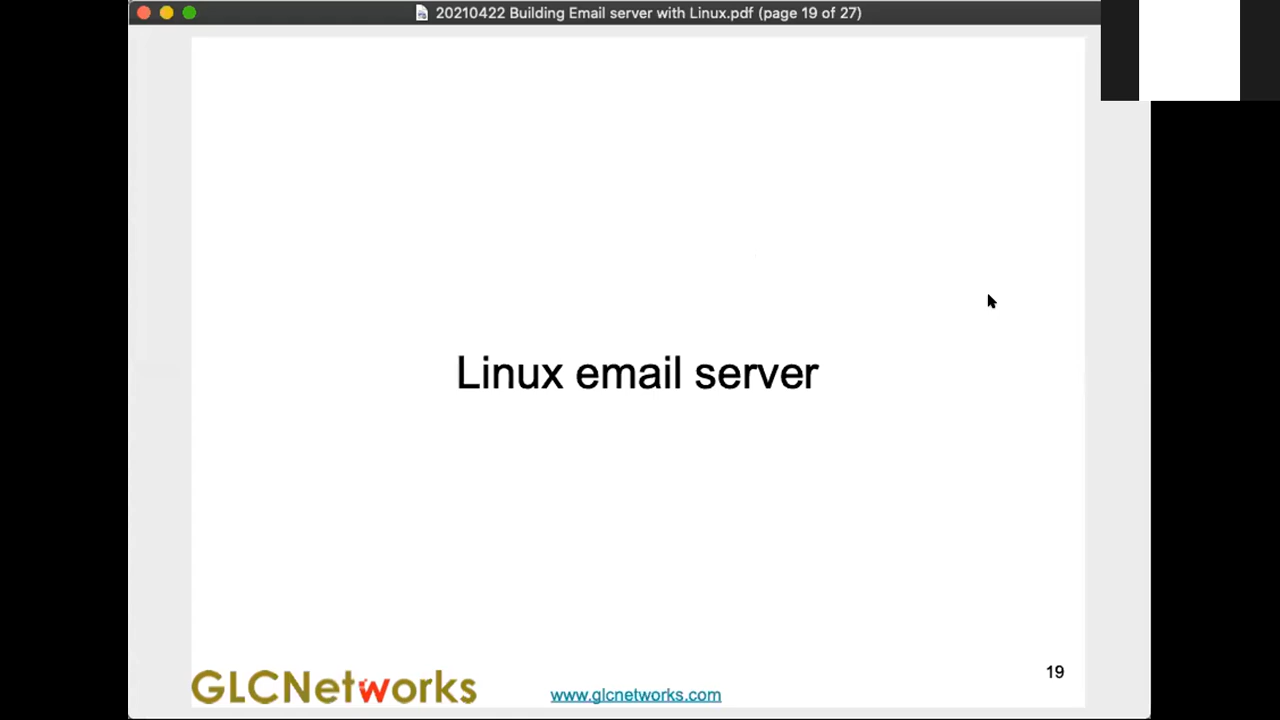 20210422 Building Email server with Linux.pdf (page 19 of 27)
Linux email server
19
GLCNetworks
www.glcnetworks.com